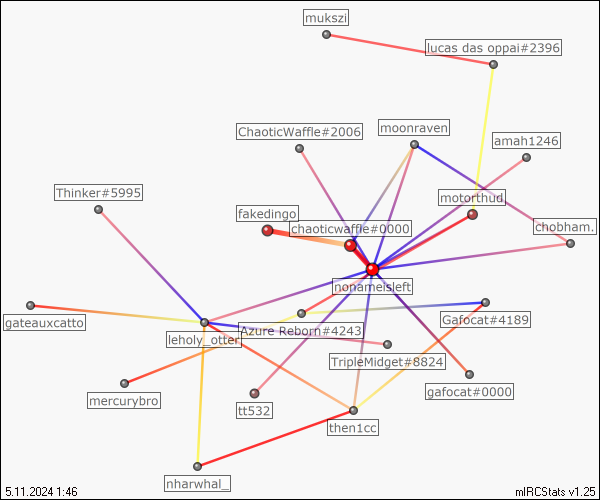 mukszi
lucas das oppai#2396
ChaoticWaffle#2006
moonraven
amah1246
Thinker#5995
motorthud.
fakedingo
chaoticwaffle#0000
chobham.
nonameisleft
gateauxcatto
leholy_otter
Azure Reborn#4243
Gafocat#4189
TripleMidget#8824
mercurybro
tt532
gafocat#0000
then1cc
nharwhal_
5.11.2024 1:46
mIRCStats v1.25